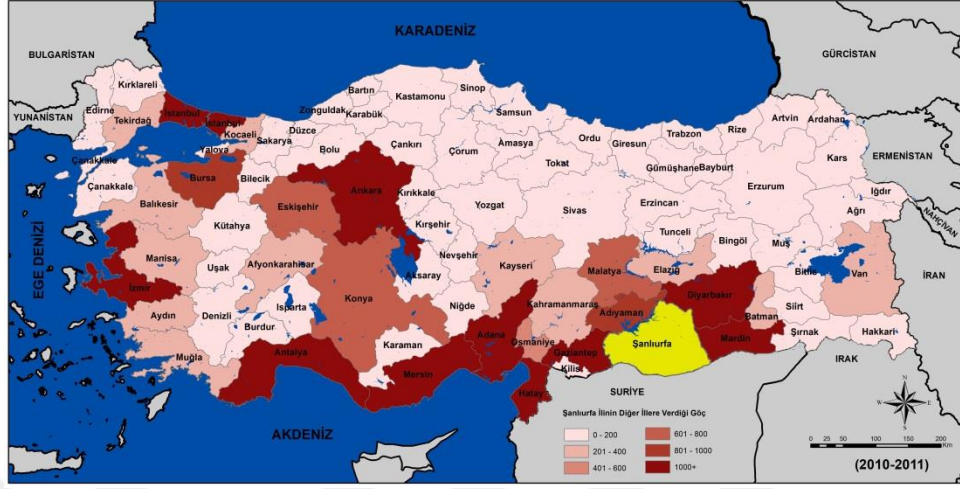 KARADENİZ
BULGARİSTAN
GÜRCİSTAN
YUNANİSTAN
ERMENİSTAN
NAHÇİVAN
İRAN
IRAK
SURİYE
AKDENİZ
EGE DENİZİ
Kırklareli
Edirne
Tekirdağ
İstanbul
İstanbul
Kocaeli
Yalova
Sakarya
Düzce
Zonguldak
Bartın
Karabük
Kastamonu
Sinop
Samsun
Ordu
Giresun
Trabzon
Rize
Artvin
Ardahan
Kars
Iğdır
Ağrı
Çanakkale
Çanakkale
Bursa
Bilecik
Bolu
Çankırı
Çorum
Amasya
Tokat
Gümüşhane
Bayburt
Erzurum
Erzincan
Balıkesir
Kütahya
Eskişehir
Ankara
Kırıkkale
Kırşehir
Yozgat
Sivas
Tunceli
Bingöl
Muş
Bitlis
Van
Manisa
İzmir
Uşak
Afyonkarahisar
Konya
Aksaray
Nevşehir
Kayseri
Malatya
Elazığ
Diyarbakır
Batman
Siirt
Şırnak
Hakkari
Aydın
Denizli
Burdur
Isparta
Niğde
Kahramanmaraş
Adıyaman
Mardin
Muğla
Antalya
Karaman
Mersin
Adana
Osmaniye
Gaziantep
Kilis
Şanlıurfa
Hatay
Şanlıurfa İlinin Diğer İllere Verdiği Göç
0 - 200
201 - 400
401 - 600
601 - 800
801 - 1000
1000+
N
W
E
S
0 25 50 100 150 200
Km
(2010-2011)